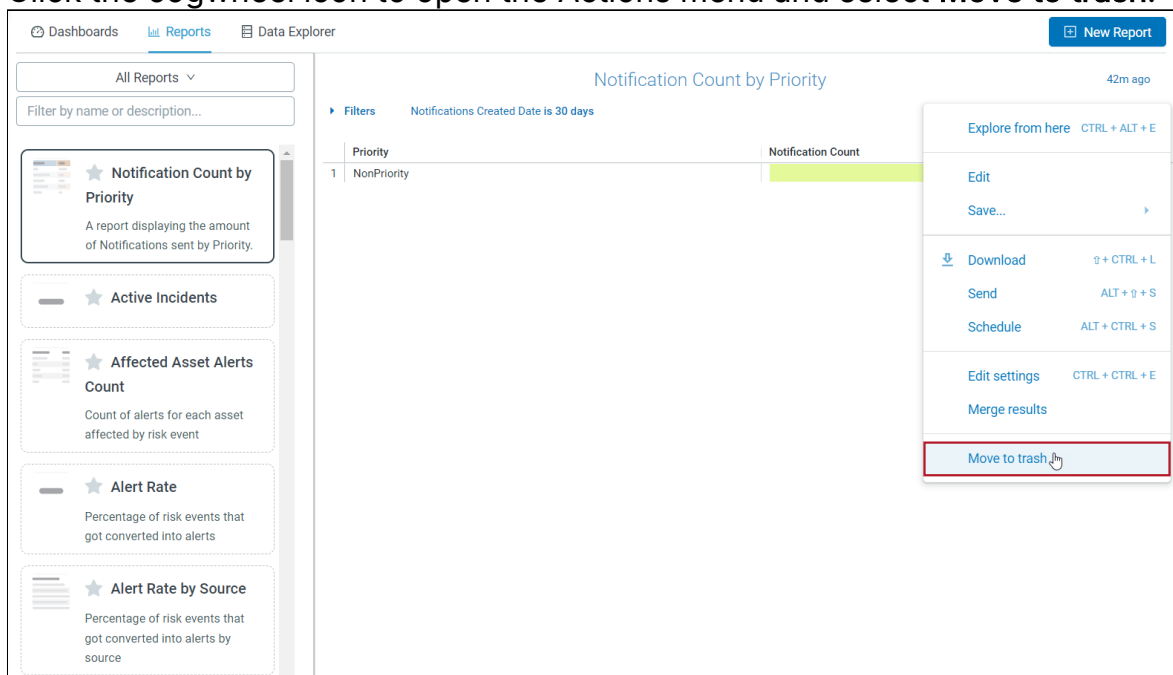 Click the cogwheel icon to open the Actions menu and select Move to trash.
Dashboards Reports Data Explorer New Report
All Reports
Filter by name or description...
Notification Count by Priority
A report displaying the amount of Notifications sent by Priority.
Active Incidents
Affected Asset Alerts
Count
Count of alerts for each asset
affected by risk event
Alert Rate
Percentage of risk events that
got converted into alerts
Alert Rate by Source
Percentage of risk events that
got converted into alerts by
source
Notification Count by Priority 42m ago
Filters Notifications Created Date is 30 days
Priority Notification Count
1 NonPriority
Explore from here CTRL + ALT + E
Edit
Save...
Download ⇧+ CTRL + L
Send ALT + ⇧ + S
Schedule ALT + CTRL + S
Edit settings CTRL + CTRL + E
Merge results
Move to trash